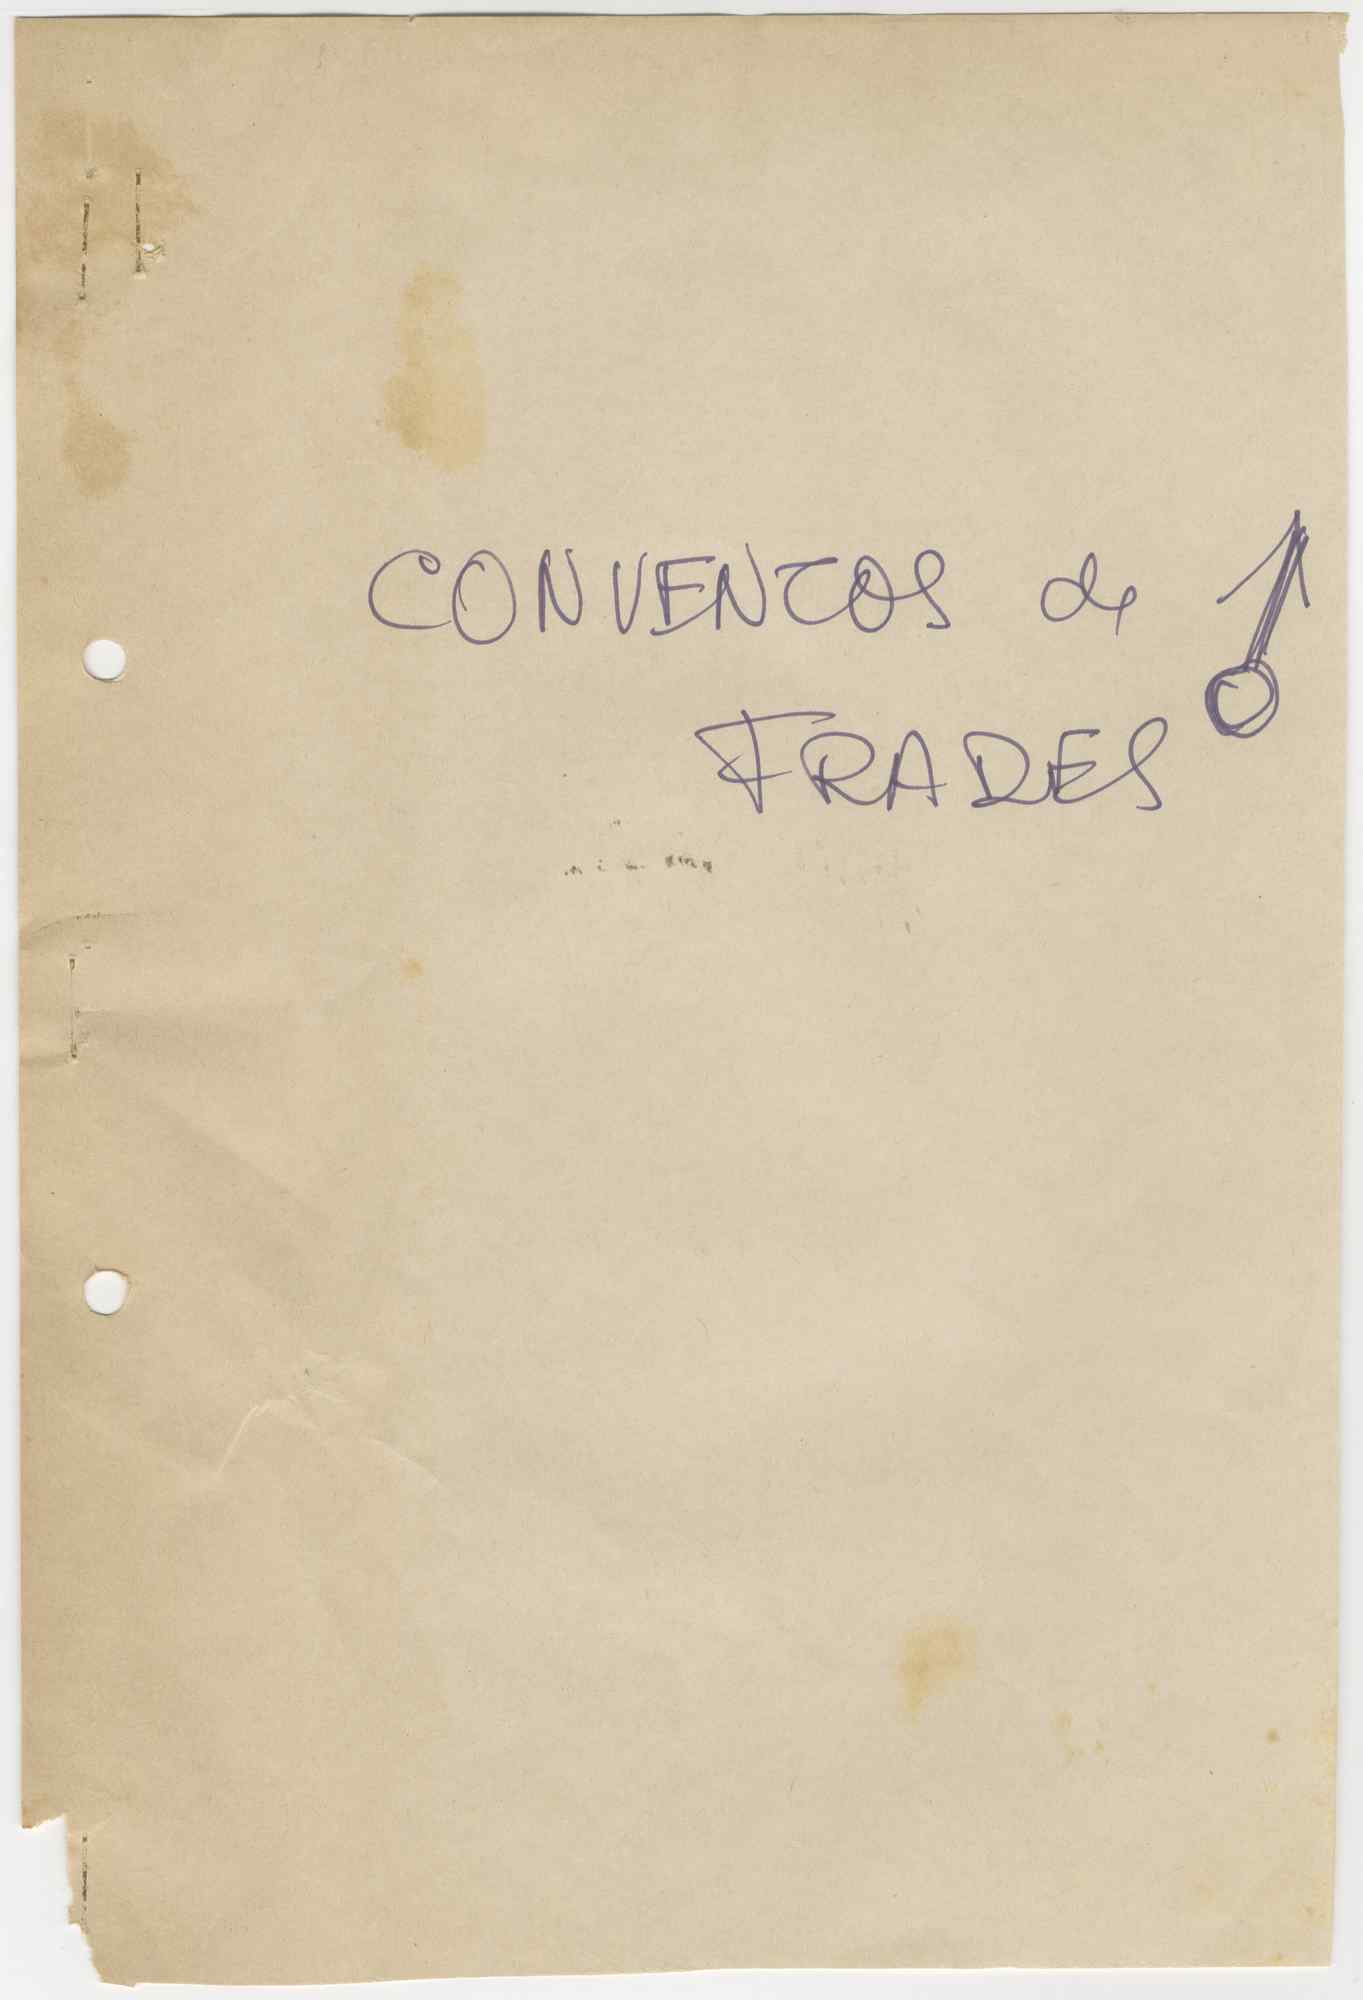 CONVENTOS de ♂
FRADES